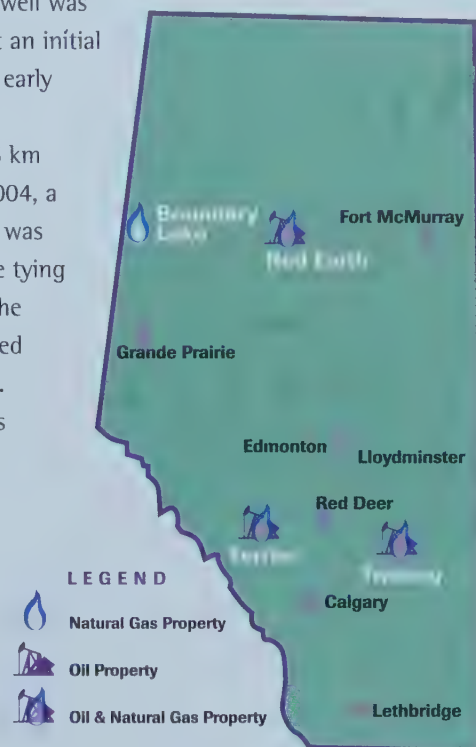 well was
t an initial
early
km
004, a
was
e tying
he
ed
.
s
Boundary
Lake
Red Earth
Fort McMurray
Grande Prairie
Edmonton
Lloydminster
Red Deer
Calgary
Lethbridge
LEGEND
Natural Gas Property
Oil Property
Oil & Natural Gas Property